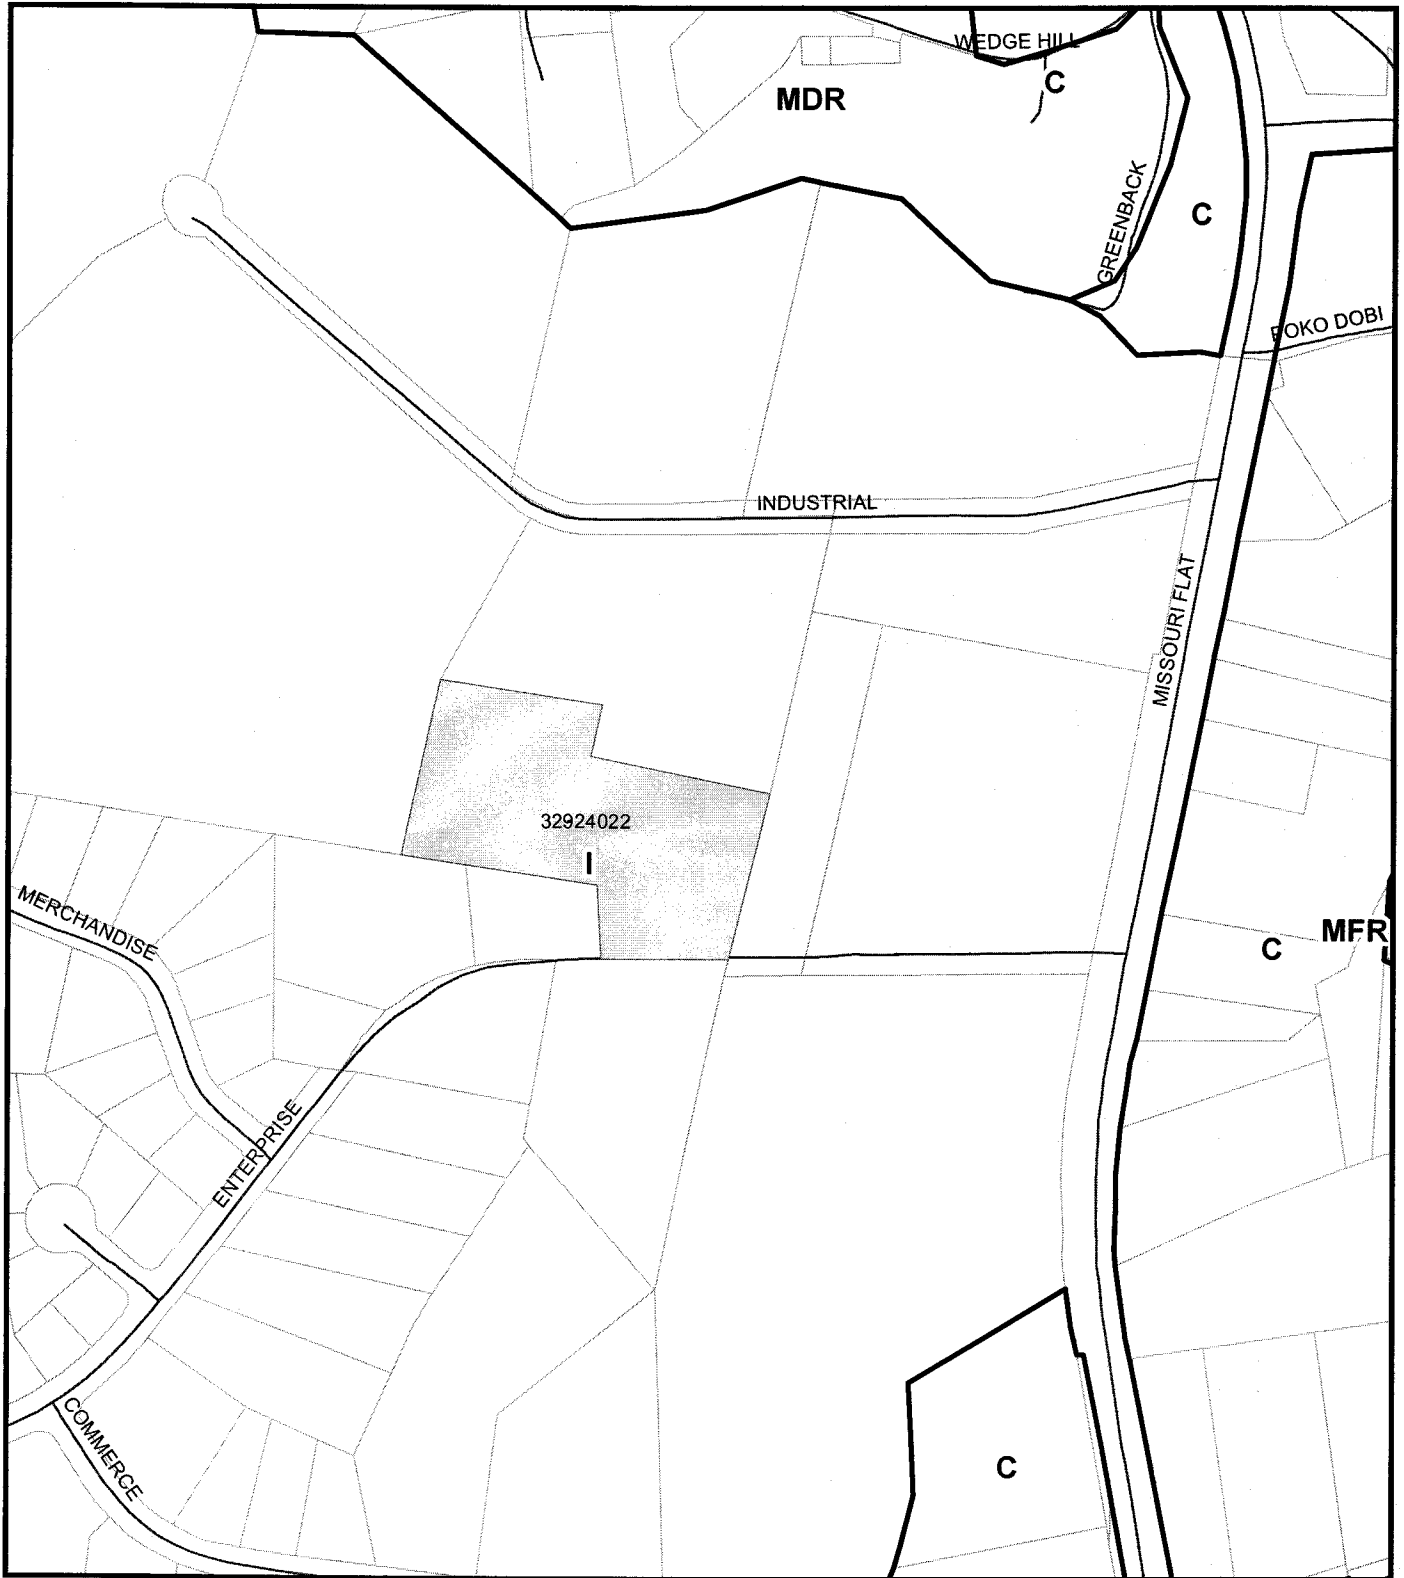 WEDGE HILL
C
MDR
GREENBACK
C
POKO DOBI
INDUSTRIAL
MISSOURI FLAT
32924022
I
MERCHANDISE
MFR
C
ENTERPRISE
COMMERCE
C